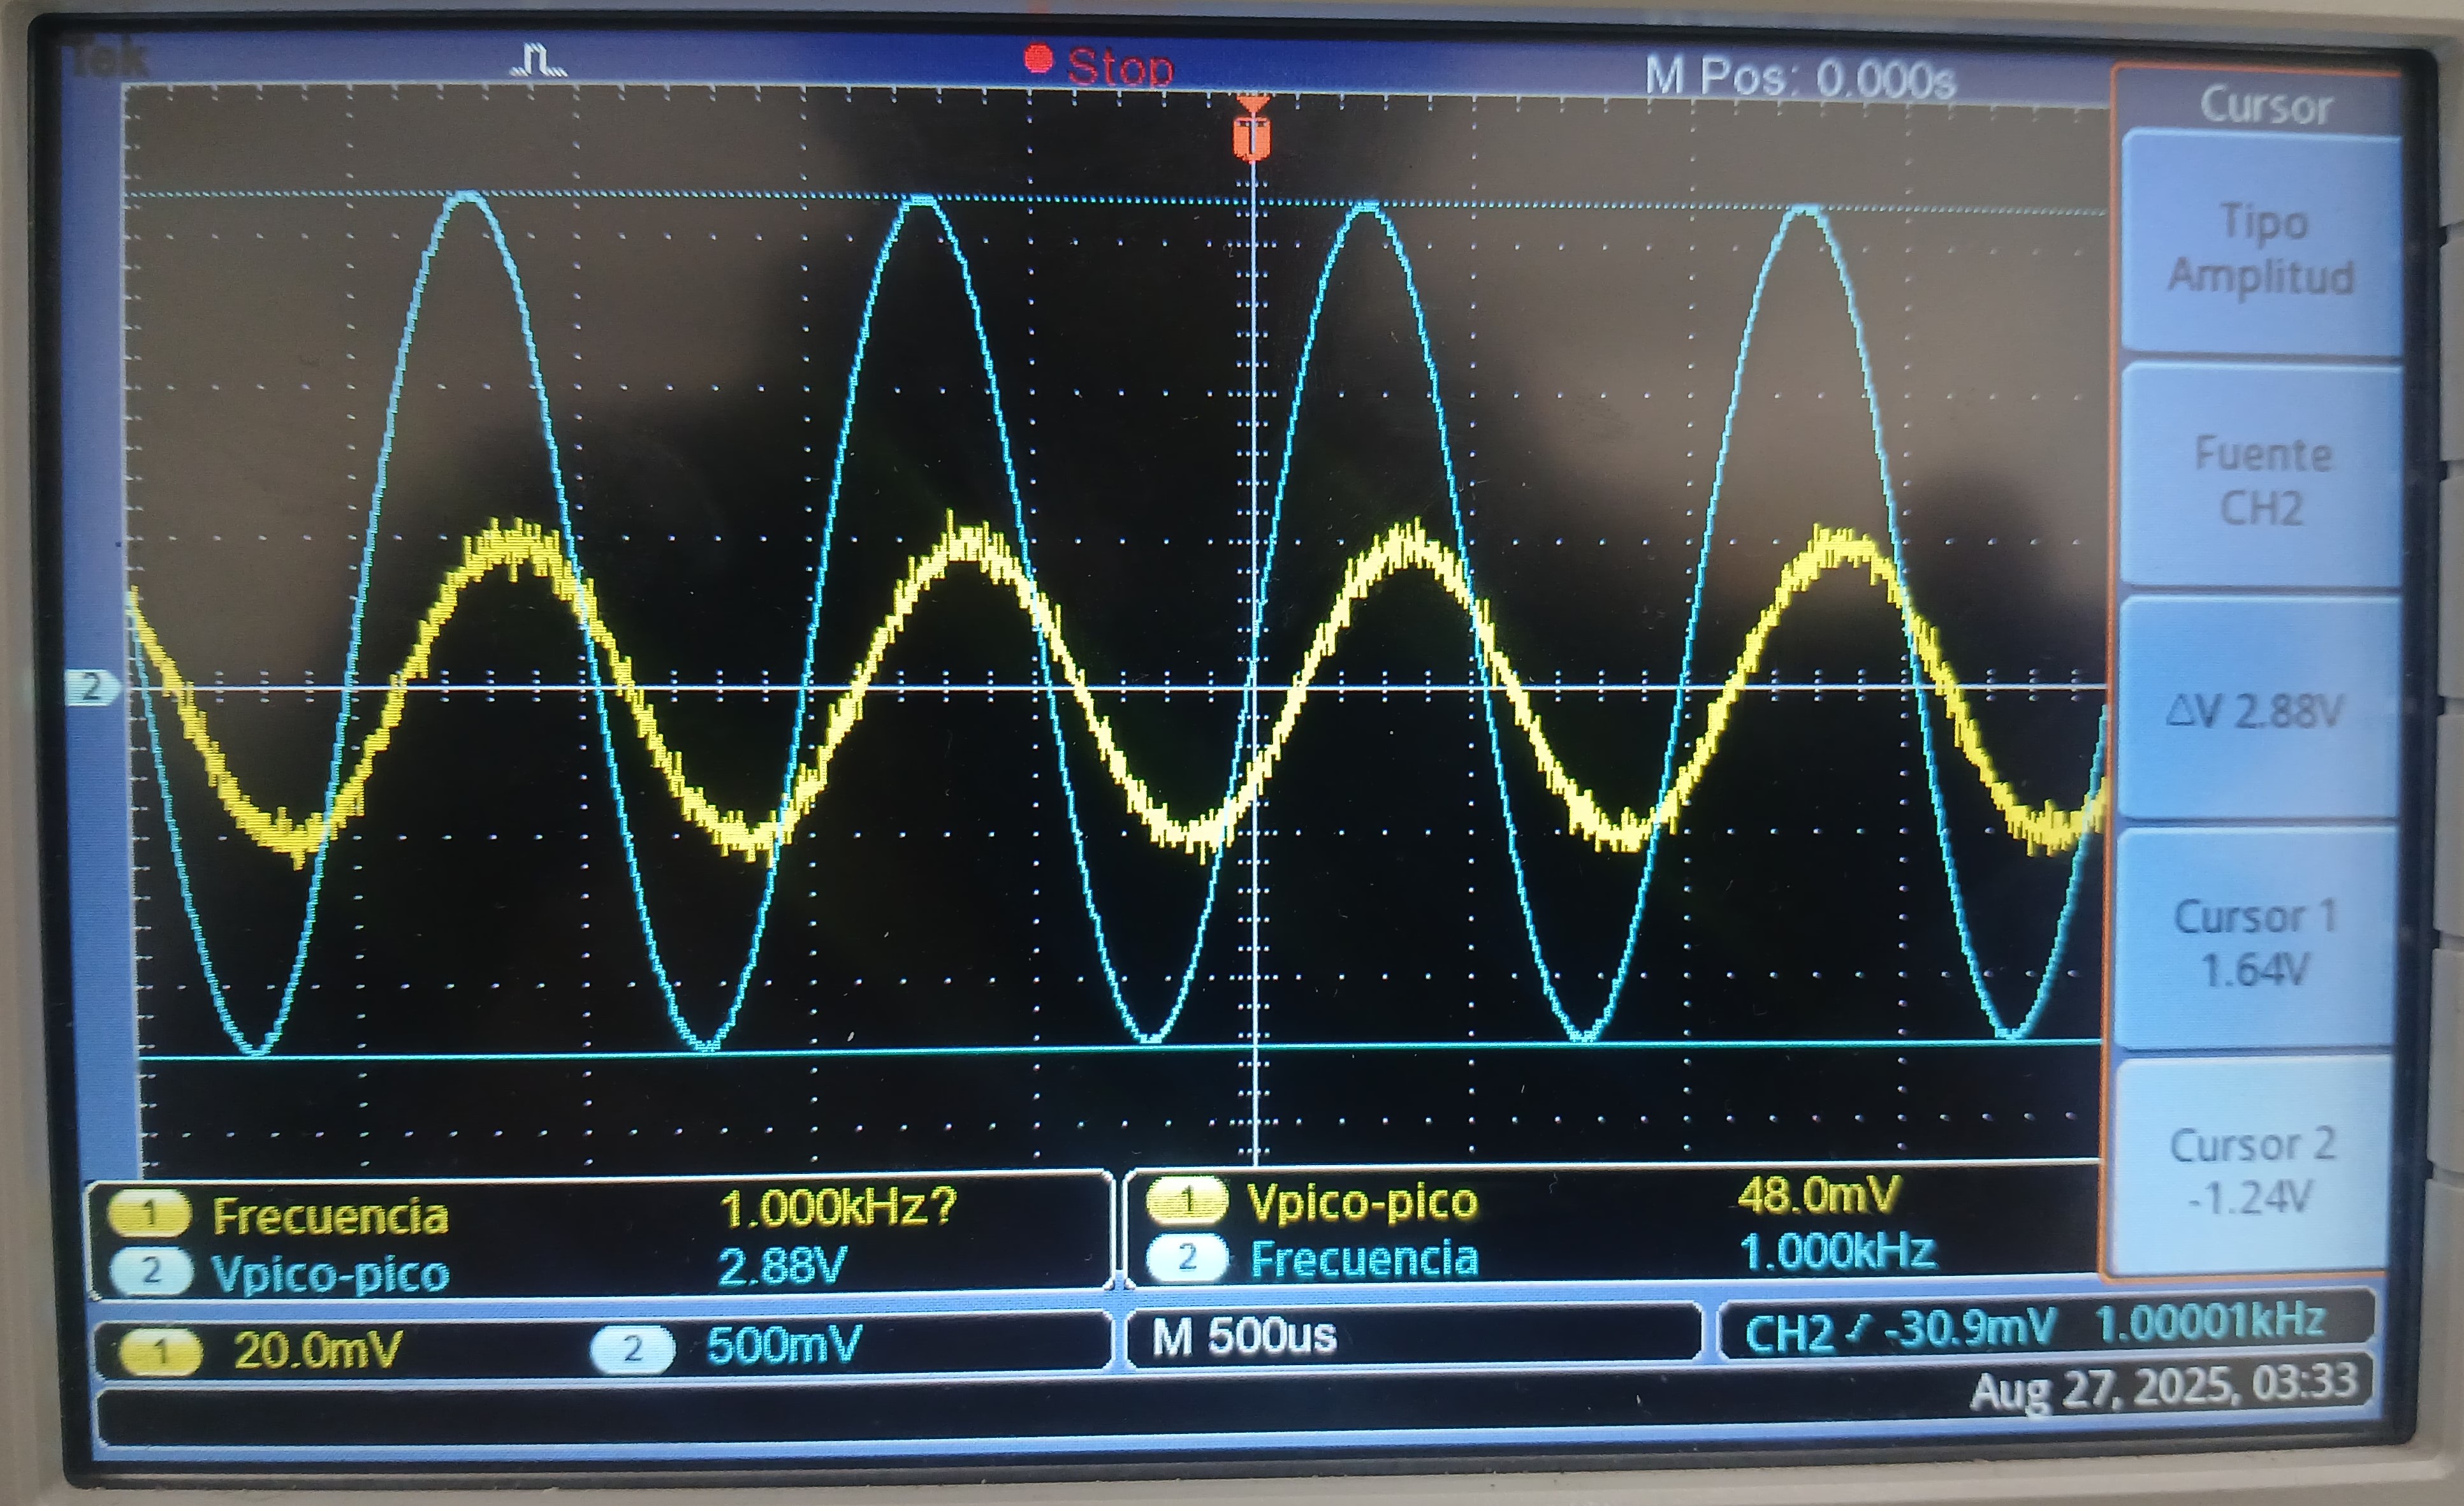 Tek
Stop
M Pos: 0.000s
T
2
Cursor
Tipo
Amplitud
Fuente
CH2
△V 2.88V
Cursor 1
1.64V
Cursor 2
-1.24V
1 Frecuencia 1.000kHz?
2 Vpico-pico 2.88V
1 Vpico-pico 48.0mV
2 Frecuencia 1.000kHz
1 20.0mV 2 500mV
M 500us
CH2 -30.9mV 1.00001kHz
Aug 27, 2025, 03:33